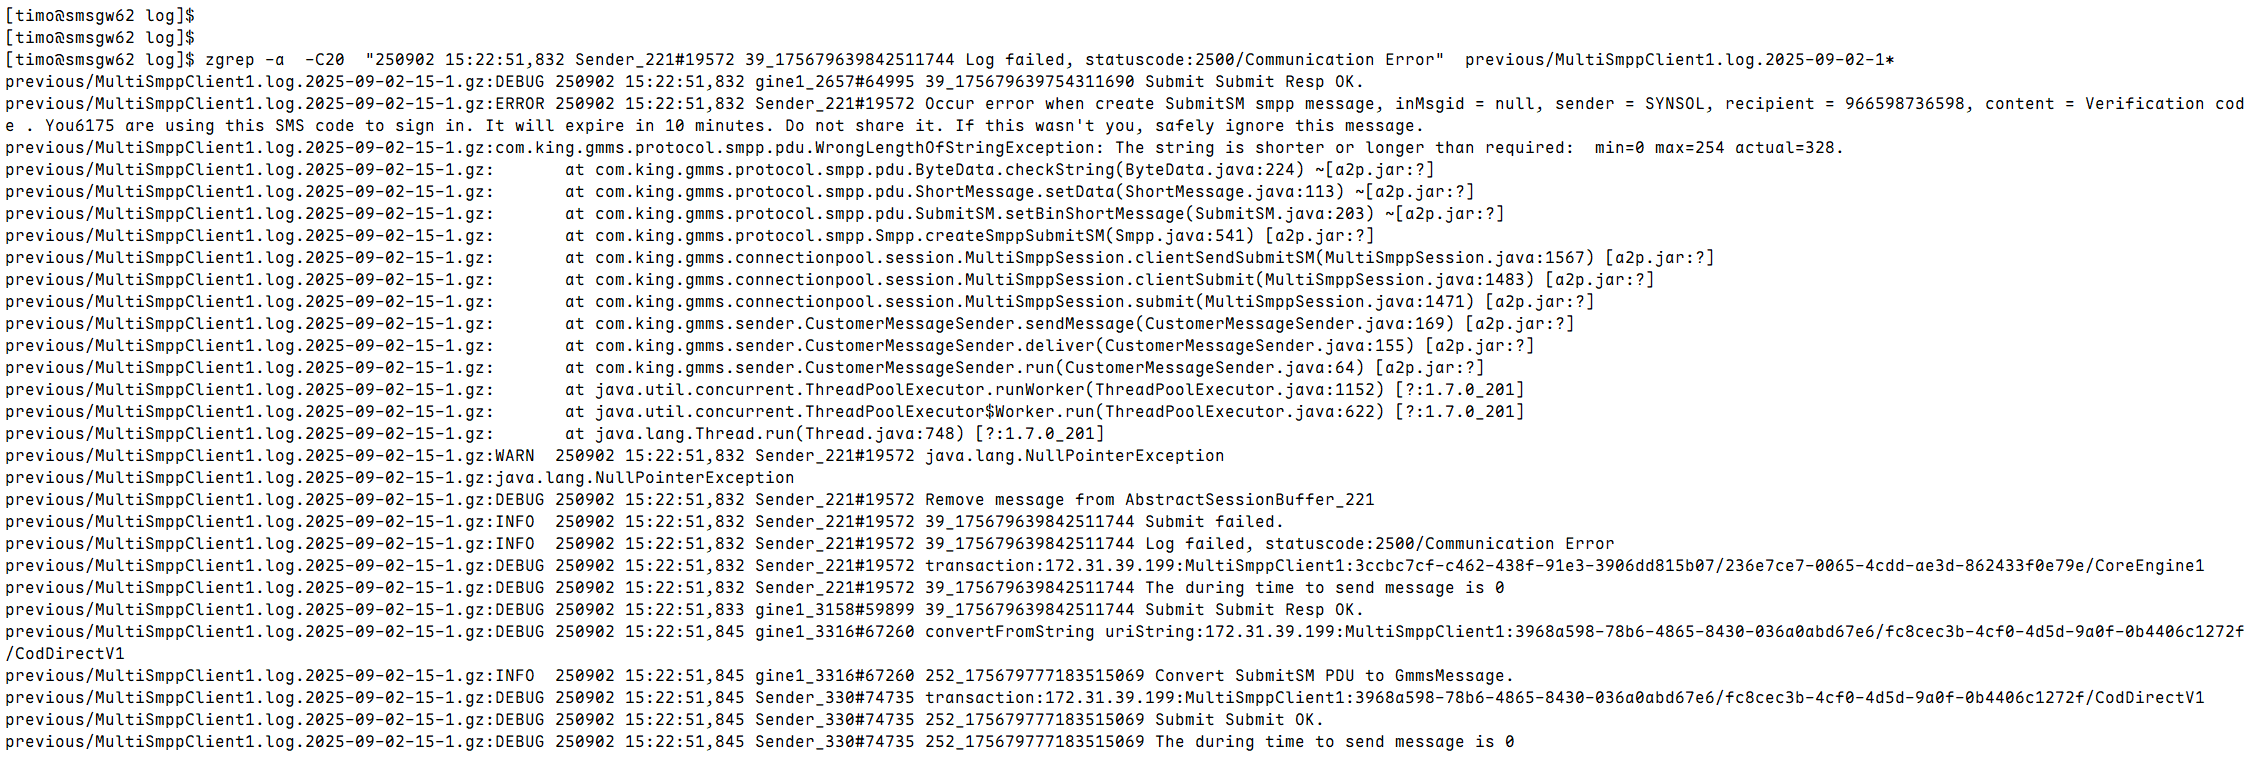 [timo@smsgw62 log]$
[timo@smsgw62 log]$
[timo@smsgw62 log]$ zgrep -a  -C20  "250902 15:22:51,832 Sender_221#19572 39_175679639842511744 Log failed, statuscode:2500/Communication Error"  previous/MultiSmppClient1.log.2025-09-02-1*
previous/MultiSmppClient1.log.2025-09-02-15-1.gz:DEBUG 250902 15:22:51,832 gine1_2657#64995 39_175679639754311690 Submit Submit Resp OK.
previous/MultiSmppClient1.log.2025-09-02-15-1.gz:ERROR 250902 15:22:51,832 Sender_221#19572 Occur error when create SubmitSM smpp message, inMsgid = null, sender = SYNSOL, recipient = 966598736598, content = Verification cod
e . You6175 are using this SMS code to sign in. It will expire in 10 minutes. Do not share it. If this wasn't you, safely ignore this message.
previous/MultiSmppClient1.log.2025-09-02-15-1.gz:com.king.gmms.protocol.smpp.pdu.WrongLengthOfStringException: The string is shorter or longer than required:  min=0 max=254 actual=328.
previous/MultiSmppClient1.log.2025-09-02-15-1.gz:       at com.king.gmms.protocol.smpp.pdu.ByteData.checkString(ByteData.java:224) ~[a2p.jar:?]
previous/MultiSmppClient1.log.2025-09-02-15-1.gz:       at com.king.gmms.protocol.smpp.pdu.ShortMessage.setData(ShortMessage.java:113) ~[a2p.jar:?]
previous/MultiSmppClient1.log.2025-09-02-15-1.gz:       at com.king.gmms.protocol.smpp.pdu.SubmitSM.setBinShortMessage(SubmitSM.java:203) ~[a2p.jar:?]
previous/MultiSmppClient1.log.2025-09-02-15-1.gz:       at com.king.gmms.protocol.smpp.Smpp.createSmppSubmitSM(Smpp.java:541) [a2p.jar:?]
previous/MultiSmppClient1.log.2025-09-02-15-1.gz:       at com.king.gmms.connectionpool.session.MultiSmppSession.clientSendSubmitSM(MultiSmppSession.java:1567) [a2p.jar:?]
previous/MultiSmppClient1.log.2025-09-02-15-1.gz:       at com.king.gmms.connectionpool.session.MultiSmppSession.clientSubmit(MultiSmppSession.java:1483) [a2p.jar:?]
previous/MultiSmppClient1.log.2025-09-02-15-1.gz:       at com.king.gmms.connectionpool.session.MultiSmppSession.submit(MultiSmppSession.java:1471) [a2p.jar:?]
previous/MultiSmppClient1.log.2025-09-02-15-1.gz:       at com.king.gmms.sender.CustomerMessageSender.sendMessage(CustomerMessageSender.java:169) [a2p.jar:?]
previous/MultiSmppClient1.log.2025-09-02-15-1.gz:       at com.king.gmms.sender.CustomerMessageSender.deliver(CustomerMessageSender.java:155) [a2p.jar:?]
previous/MultiSmppClient1.log.2025-09-02-15-1.gz:       at com.king.gmms.sender.CustomerMessageSender.run(CustomerMessageSender.java:64) [a2p.jar:?]
previous/MultiSmppClient1.log.2025-09-02-15-1.gz:       at java.util.concurrent.ThreadPoolExecutor.runWorker(ThreadPoolExecutor.java:1152) [?:1.7.0_201]
previous/MultiSmppClient1.log.2025-09-02-15-1.gz:       at java.util.concurrent.ThreadPoolExecutor$Worker.run(ThreadPoolExecutor.java:622) [?:1.7.0_201]
previous/MultiSmppClient1.log.2025-09-02-15-1.gz:       at java.lang.Thread.run(Thread.java:748) [?:1.7.0_201]
previous/MultiSmppClient1.log.2025-09-02-15-1.gz:WARN  250902 15:22:51,832 Sender_221#19572 java.lang.NullPointerException
previous/MultiSmppClient1.log.2025-09-02-15-1.gz:java.lang.NullPointerException
previous/MultiSmppClient1.log.2025-09-02-15-1.gz:DEBUG 250902 15:22:51,832 Sender_221#19572 Remove message from AbstractSessionBuffer_221
previous/MultiSmppClient1.log.2025-09-02-15-1.gz:INFO  250902 15:22:51,832 Sender_221#19572 39_175679639842511744 Submit failed.
previous/MultiSmppClient1.log.2025-09-02-15-1.gz:INFO  250902 15:22:51,832 Sender_221#19572 39_175679639842511744 Log failed, statuscode:2500/Communication Error
previous/MultiSmppClient1.log.2025-09-02-15-1.gz:DEBUG 250902 15:22:51,832 Sender_221#19572 transaction:172.31.39.199:MultiSmppClient1:3ccbc7cf-c462-438f-91e3-3906dd815b07/236e7ce7-0065-4cdd-ae3d-862433f0e79e/CoreEngine1
previous/MultiSmppClient1.log.2025-09-02-15-1.gz:DEBUG 250902 15:22:51,832 Sender_221#19572 39_175679639842511744 The during time to send message is 0
previous/MultiSmppClient1.log.2025-09-02-15-1.gz:DEBUG 250902 15:22:51,833 gine1_3158#59899 39_175679639842511744 Submit Submit Resp OK.
previous/MultiSmppClient1.log.2025-09-02-15-1.gz:DEBUG 250902 15:22:51,845 gine1_3316#67260 convertFromString uriString:172.31.39.199:MultiSmppClient1:3968a598-78b6-4865-8430-036a0abd67e6/fc8cec3b-4cf0-4d5d-9a0f-0b4406c1272f
/CodDirectV1
previous/MultiSmppClient1.log.2025-09-02-15-1.gz:INFO  250902 15:22:51,845 gine1_3316#67260 252_175679777183515069 Convert SubmitSM PDU to GmmsMessage.
previous/MultiSmppClient1.log.2025-09-02-15-1.gz:DEBUG 250902 15:22:51,845 Sender_330#74735 transaction:172.31.39.199:MultiSmppClient1:3968a598-78b6-4865-8430-036a0abd67e6/fc8cec3b-4cf0-4d5d-9a0f-0b4406c1272f/CodDirectV1
previous/MultiSmppClient1.log.2025-09-02-15-1.gz:DEBUG 250902 15:22:51,845 Sender_330#74735 252_175679777183515069 Submit Submit OK.
previous/MultiSmppClient1.log.2025-09-02-15-1.gz:DEBUG 250902 15:22:51,845 Sender_330#74735 252_175679777183515069 The during time to send message is 0